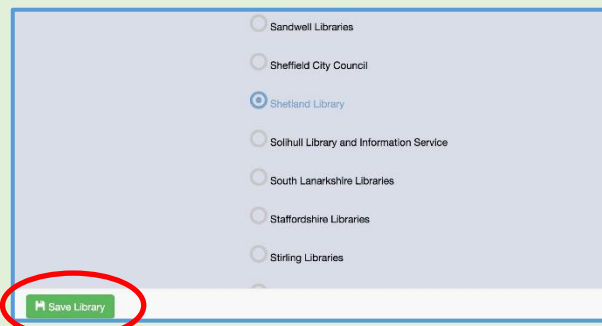 Sandwell Libraries
Sheffield City Council
Shetland Library
Solihull Library and Information Service
South Lanarkshire Libraries
Staffordshire Libraries
Stirling Libraries
Save Library